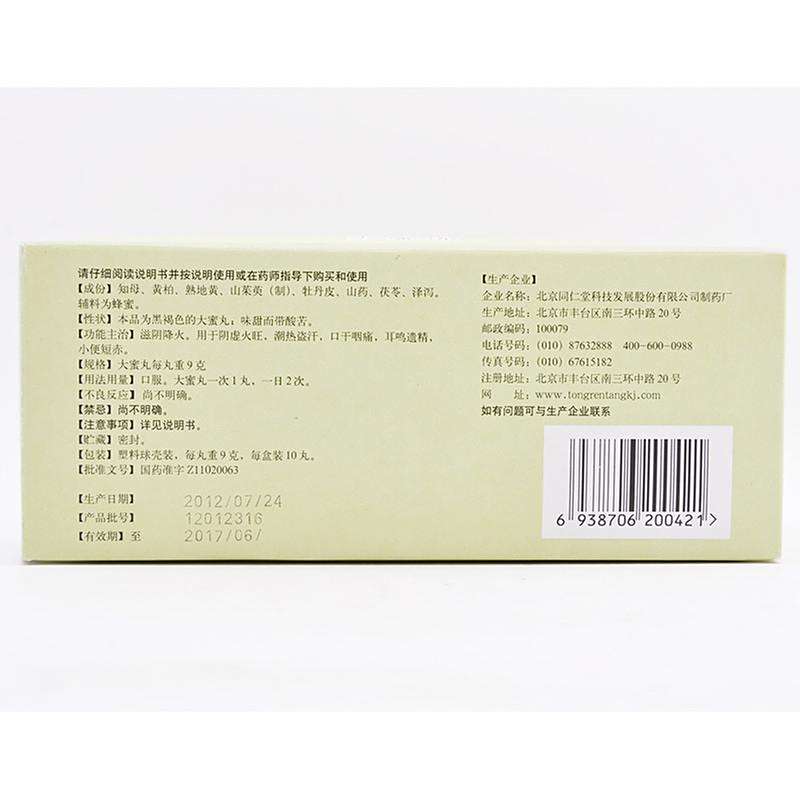 请仔细阅读说明书并按说明使用或在药师指导下购买和使用
【成份】知母、黄柏、熟地黄、山茱萸（制）、牡丹皮、山药、茯苓、泽泻。
辅料为蜂蜜。
【性状】本品为黑褐色的大蜜丸；味甜而带酸苦。
【功能主治】滋阴降火。用于阴虚火旺，潮热盗汗，口干咽痛，耳鸣遗精，
小便短赤。
【规格】大蜜丸每丸重9克
【用法用量】口服。大蜜丸一次1丸，一日2次。
【不良反应】尚不明确。
【禁忌】尚不明确。
【注意事项】详见说明书。
【贮藏】密封。
【包装】塑料球壳装，每丸重9克，每盒装10丸。
【批准文号】国药准字Z11020063
【生产日期】 2012/07/24
【产品批号】 12012316
【有效期】至 2017/06/
【生产企业】
企业名称：北京同仁堂科技发展股份有限公司制药厂
生产地址：北京市丰台区南三环中路20号
邮政编码：100079
电话号码：（010）87632888 400-600-0988
传真号码：（010）67615182
注册地址：北京市丰台区南三环中路20号
网 址：www.tongrentangkj.com
如有问题可与生产企业联系
6 938706 200421>